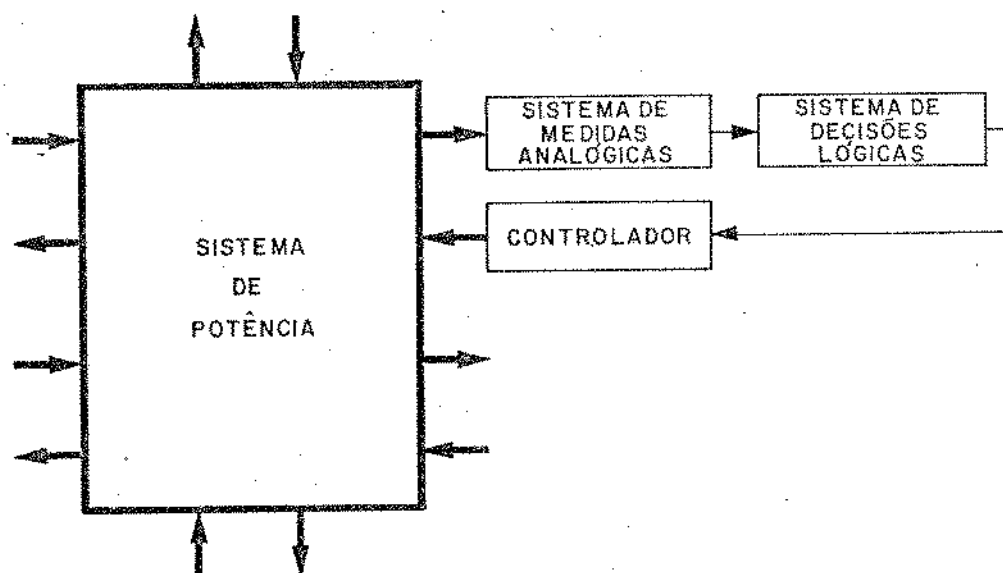 SISTEMA DE
MEDIDAS
ANALÓGICAS
SISTEMA DE
DECISÕES
LÓGICAS
CONTROLADOR
SISTEMA
DE
POTÊNCIA